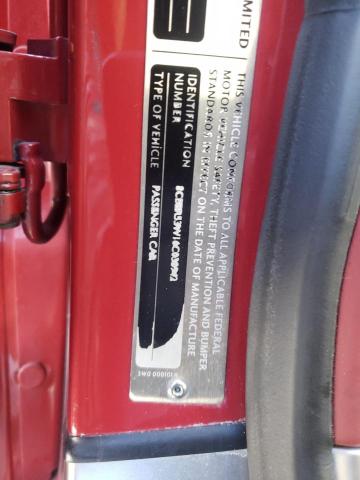 LIMITED
THIS VEHICLE CONFORMS TO ALL APPLICABLE FEDERAL
MOTOR VEHICLE SAFETY, THEFT PREVENTION AND BUMPER
STANDARDS IN EFFECT ON THE DATE OF MANUFACTURE
IDENTIFICATION
NUMBER
TYPE OF VEHICLE
PASSENGER CAR